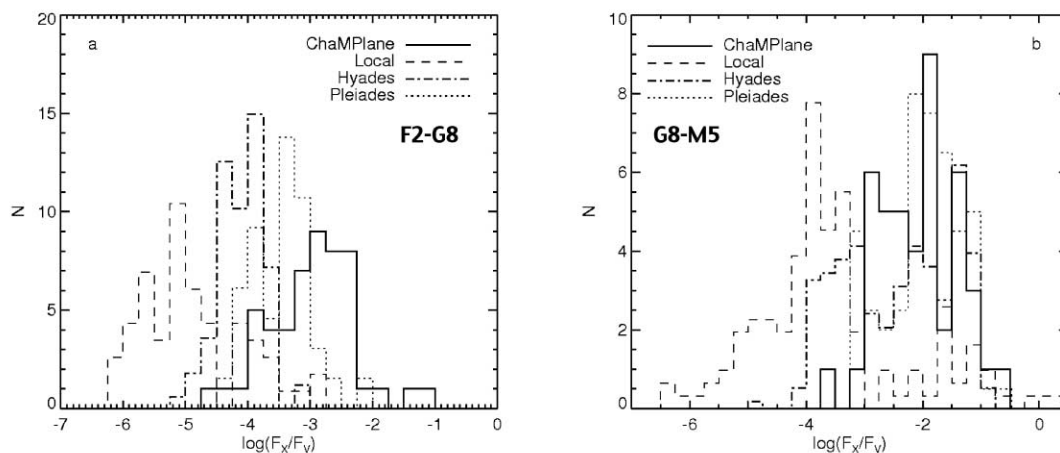 20
15
10
5
0
N
a
ChaMPlane
Local
Hyades
Pleiades
F2-G8
-7 -6 -5 -4 -3 -2 -1 0
log(Fx/Fv)
10
8
6
4
2
0
N
b
ChaMPlane
Local
Hyades
Pleiades
G8-M5
-6 -4 -2 0
log(Fx/Fv)